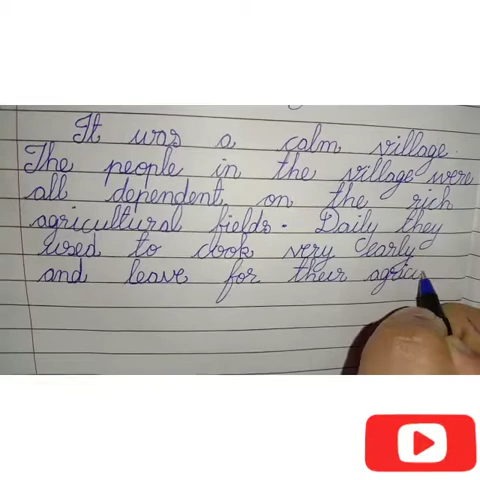 It was a calm village.
The people in the village were
all dependent on the rich
agricultural fields. Daily they
used to cook very early
and leave for their agricu